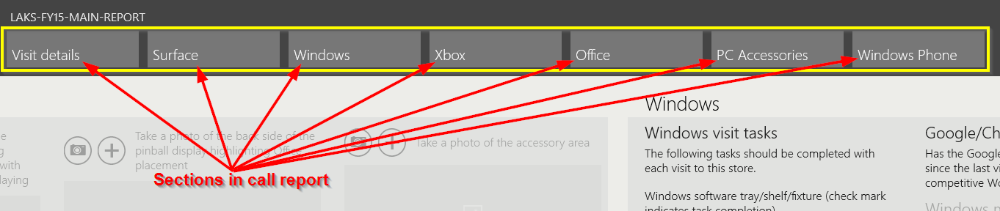 LAKS-FY15-MAIN-REPORT
Visit details
Surface
Windows
Xbox
Office
PC Accessories
Windows Phone
Windows
Take a photo of the back side of the
pinball display highlighting Office
placement
Take a photo of the accessory area
with
laying
Sections in call report
Windows visit tasks
The following tasks should be completed with
each visit to this store.
Windows software tray/shelf/fixture (check mark
indicates task completion)
Google/Ch
Has the Google
since the last vi
competitive Wo